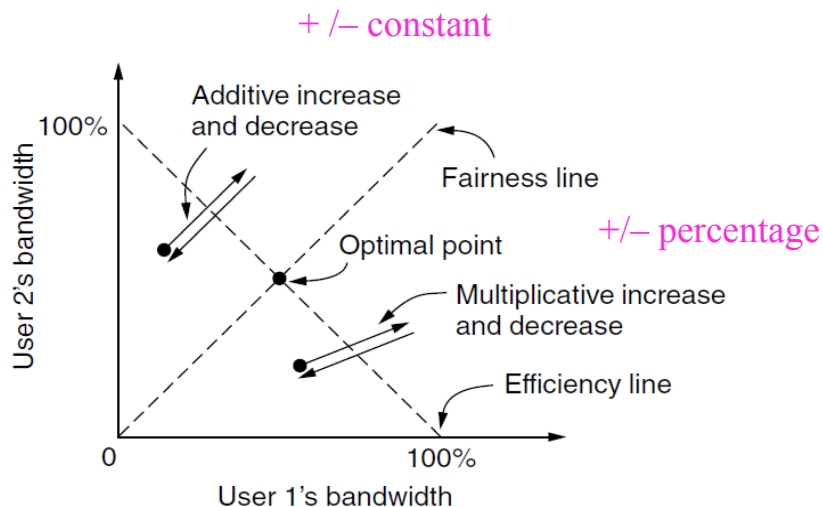 + /– constant
Additive increase
and decrease
100%
User 2's bandwidth
Fairness line
+/– percentage
Optimal point
Multiplicative increase
and decrease
Efficiency line
0
100%
User 1's bandwidth